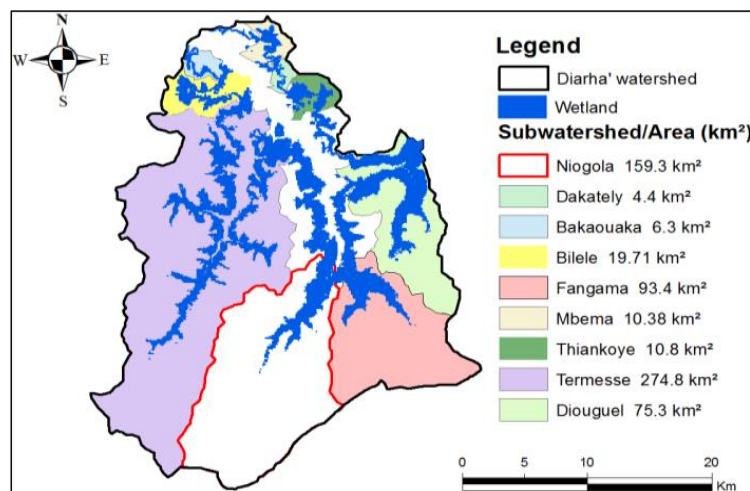 N
W E
S
Legend
Diarha' watershed
Wetland
Subwatershed/Area (km²)
Niogola 159.3 km²
Dakately 4.4 km²
Bakaouaka 6.3 km²
Bilele 19.71 km²
Fangama 93.4 km²
Mbema 10.38 km²
Thiankoye 10.8 km²
Termesse 274.8 km²
Diouguel 75.3 km²
0 10 20
Km